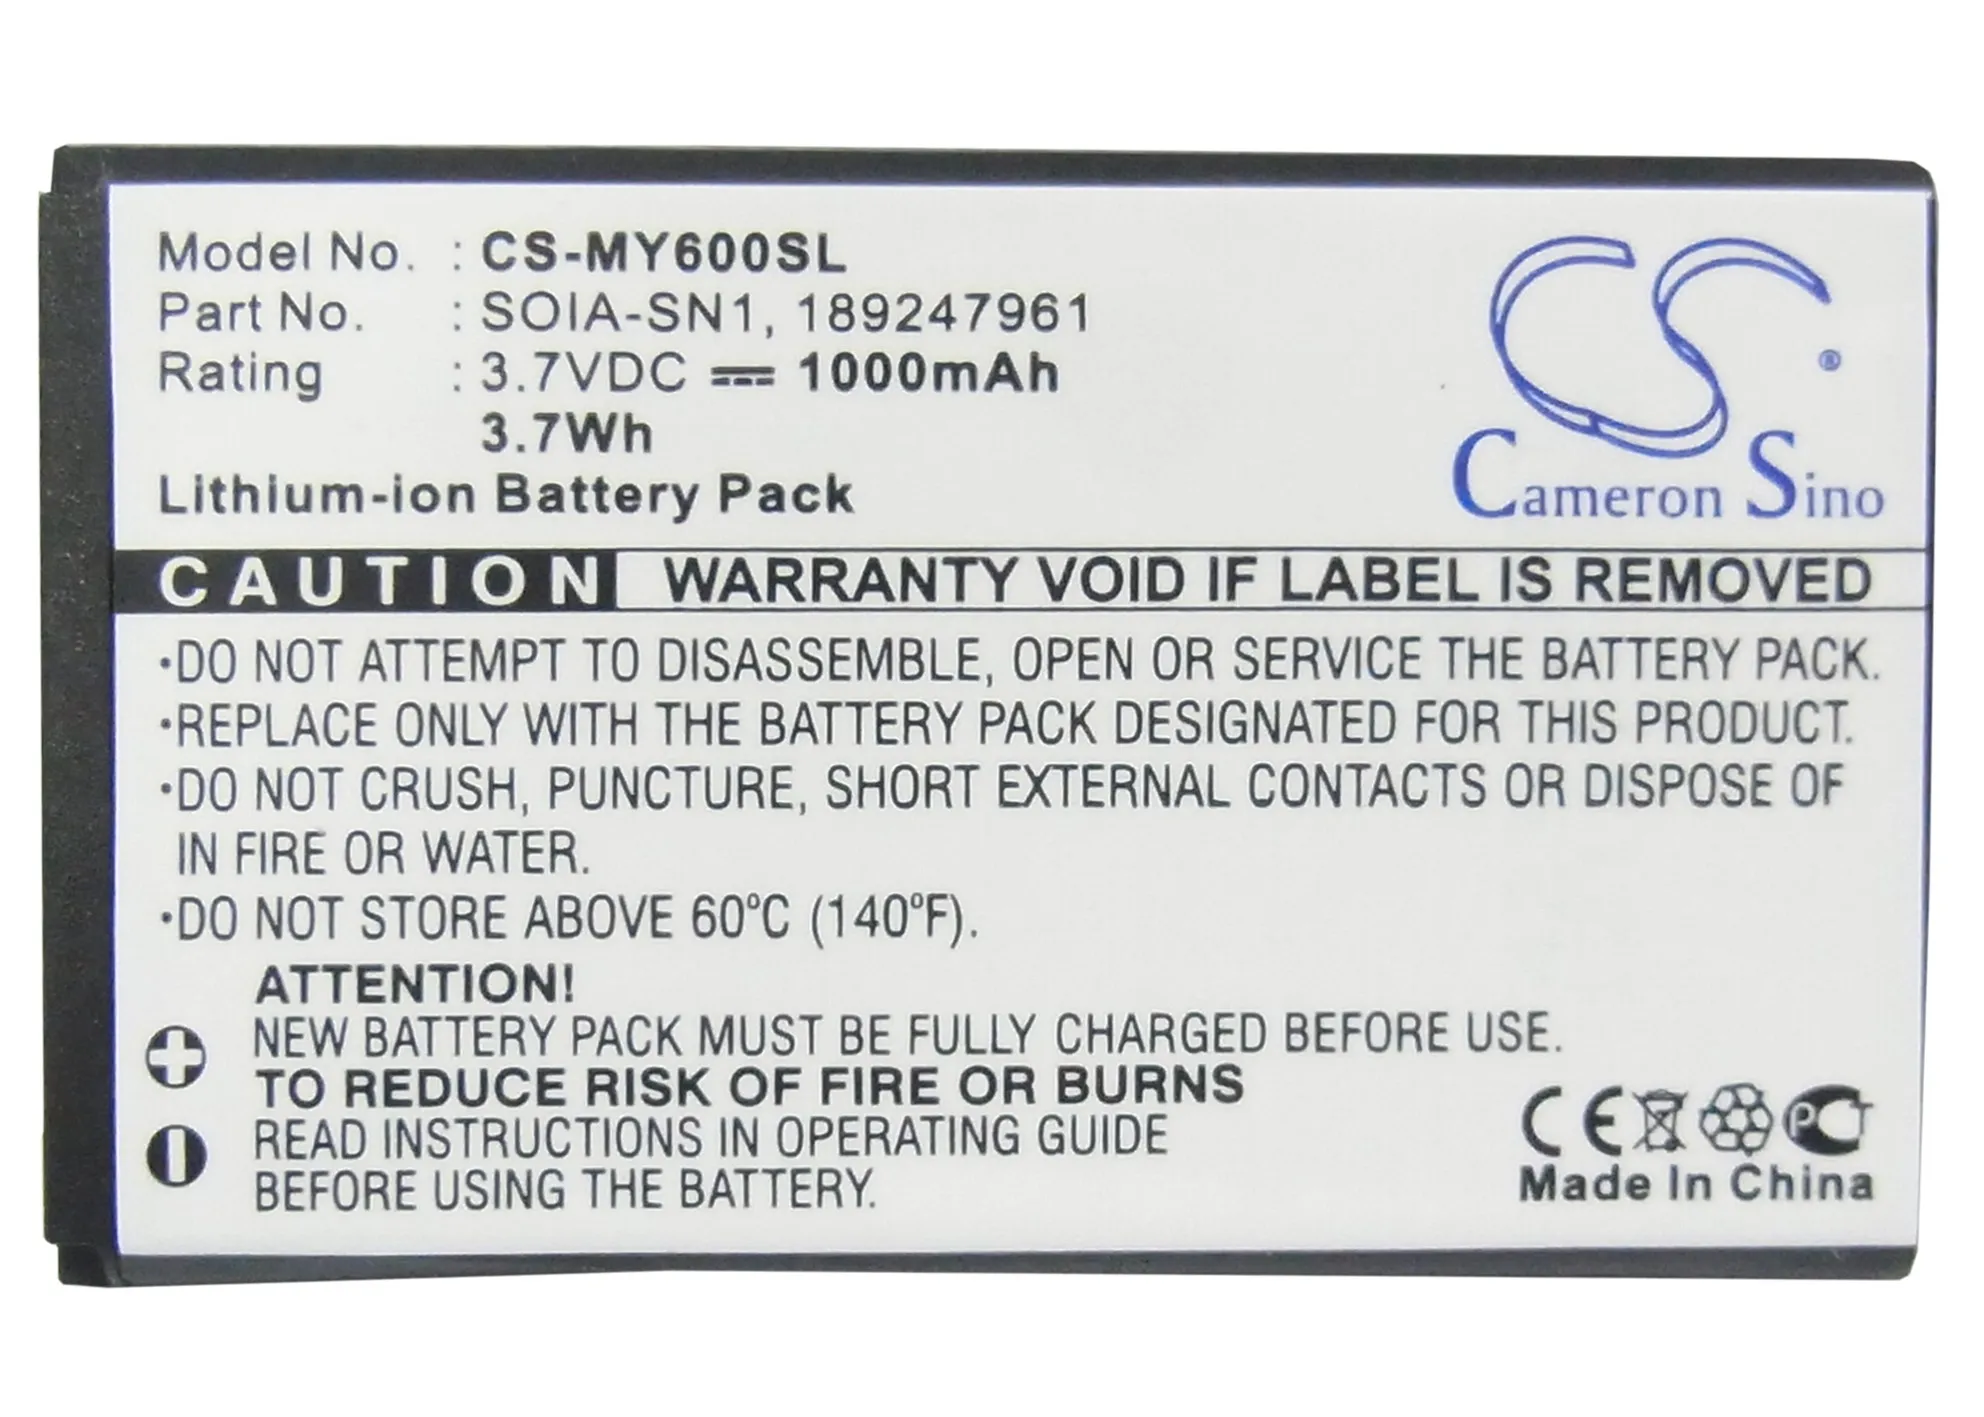 Model No. : CS-MY600SL
Part No. : SOIA-SN1, 189247961
Rating : 3.7VDC ⎓ 1000mAh
3.7Wh
Lithium-ion Battery Pack
CS ®
Cameron Sino
CAUTION WARRANTY VOID IF LABEL IS REMOVED
•DO NOT ATTEMPT TO DISASSEMBLE, OPEN OR SERVICE THE BATTERY PACK.
•REPLACE ONLY WITH THE BATTERY PACK DESIGNATED FOR THIS PRODUCT.
•DO NOT CRUSH, PUNCTURE, SHORT EXTERNAL CONTACTS OR DISPOSE OF
IN FIRE OR WATER.
•DO NOT STORE ABOVE 60°C (140°F).
ATTENTION!
NEW BATTERY PACK MUST BE FULLY CHARGED BEFORE USE.
TO REDUCE RISK OF FIRE OR BURNS
READ INSTRUCTIONS IN OPERATING GUIDE
BEFORE USING THE BATTERY.
CE PCT
Made In China